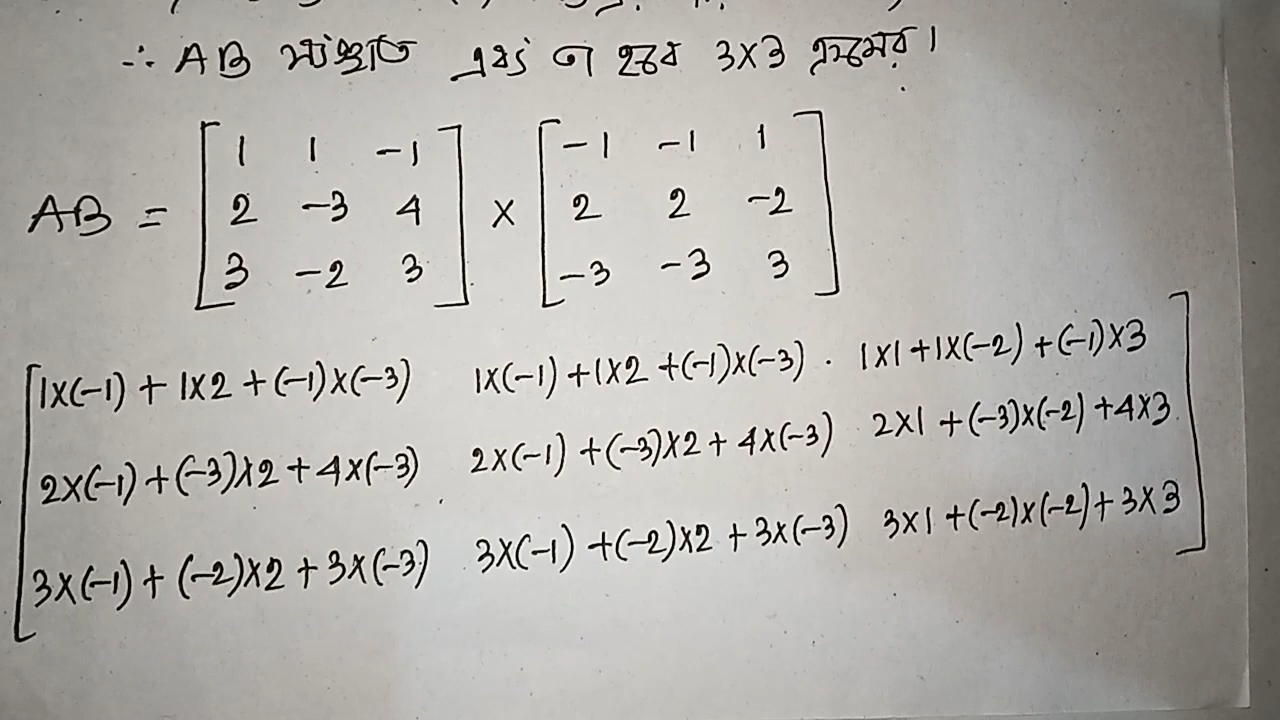 ∴ AB সাংজ্ঞাত এবং তা হবে 3×3 ক্রমের।
AB = [1 1 -1; 2 -3 4; 3 -2 3] × [-1 -1 1; 2 2 -2; -3 -3 3]
1×(-1) + 1×2 + (-1)×(-3) 1×(-1) + 1×2 + (-1)×(-3) . 1×1 + 1×(-2) + (-1)×3
2×(-1) + (-3)×2 + 4×(-3) 2×(-1) + (-3)×2 + 4×(-3) 2×1 + (-3)×(-2) + 4×3
3×(-1) + (-2)×2 + 3×(-3) 3×(-1) + (-2)×2 + 3×(-3) 3×1 + (-2)×(-2) + 3×3